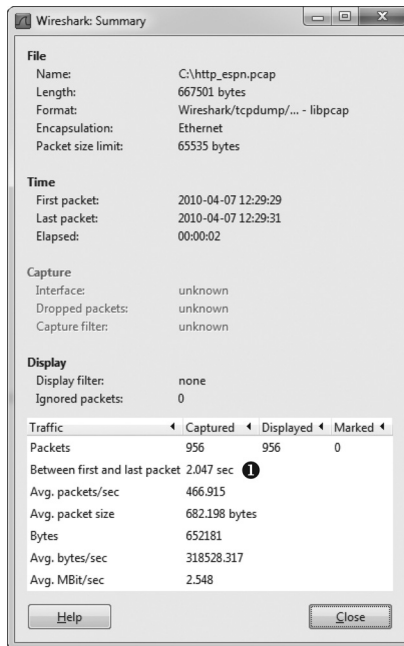 Wireshark: Summary
File
Name: C:\http_espn.pcap
Length: 667501 bytes
Format: Wireshark/tcpdump/... - libpcap
Encapsulation: Ethernet
Packet size limit: 65535 bytes
Time
First packet: 2010-04-07 12:29:29
Last packet: 2010-04-07 12:29:31
Elapsed: 00:00:02
Capture
Interface: unknown
Dropped packets: unknown
Capture filter: unknown
Display
Display filter: none
Ignored packets: 0
Traffic Captured Displayed Marked
Packets 956 956 0
Between first and last packet 2.047 sec ❶
Avg. packets/sec 466.915
Avg. packet size 682.198 bytes
Bytes 652181
Avg. bytes/sec 318528.317
Avg. MBit/sec 2.548
Help Close